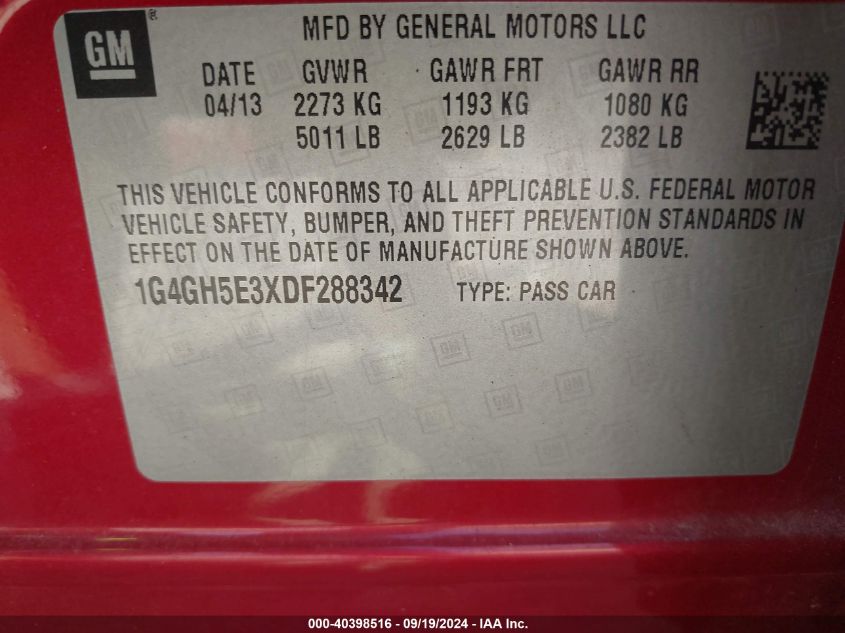 GM ®
MFD BY GENERAL MOTORS LLC
DATE GVWR GAWR FRT GAWR RR
04/13 2273 KG 1193 KG 1080 KG
5011 LB 2629 LB 2382 LB
THIS VEHICLE CONFORMS TO ALL APPLICABLE U.S. FEDERAL MOTOR
VEHICLE SAFETY, BUMPER, AND THEFT PREVENTION STANDARDS IN
EFFECT ON THE DATE OF MANUFACTURE SHOWN ABOVE.
1G4GH5E3XDF288342 TYPE: PASS CAR
000-40398516 - 09/19/2024 - IAA Inc.